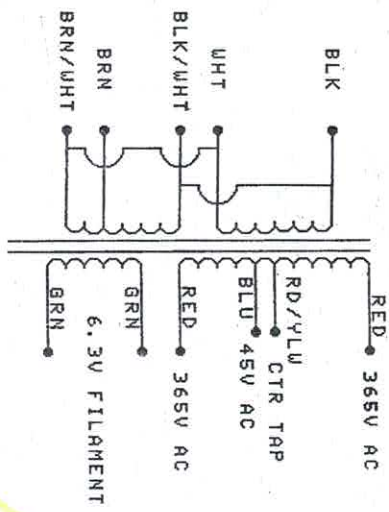 BLK
RED 365V AC
RD/YLW
CTR TAP
WHT
BLU 45V AC
BLK/WHT
RED 365V AC
GRN
BRN
6.3V FILAMENT
BRN/WHT
GRN